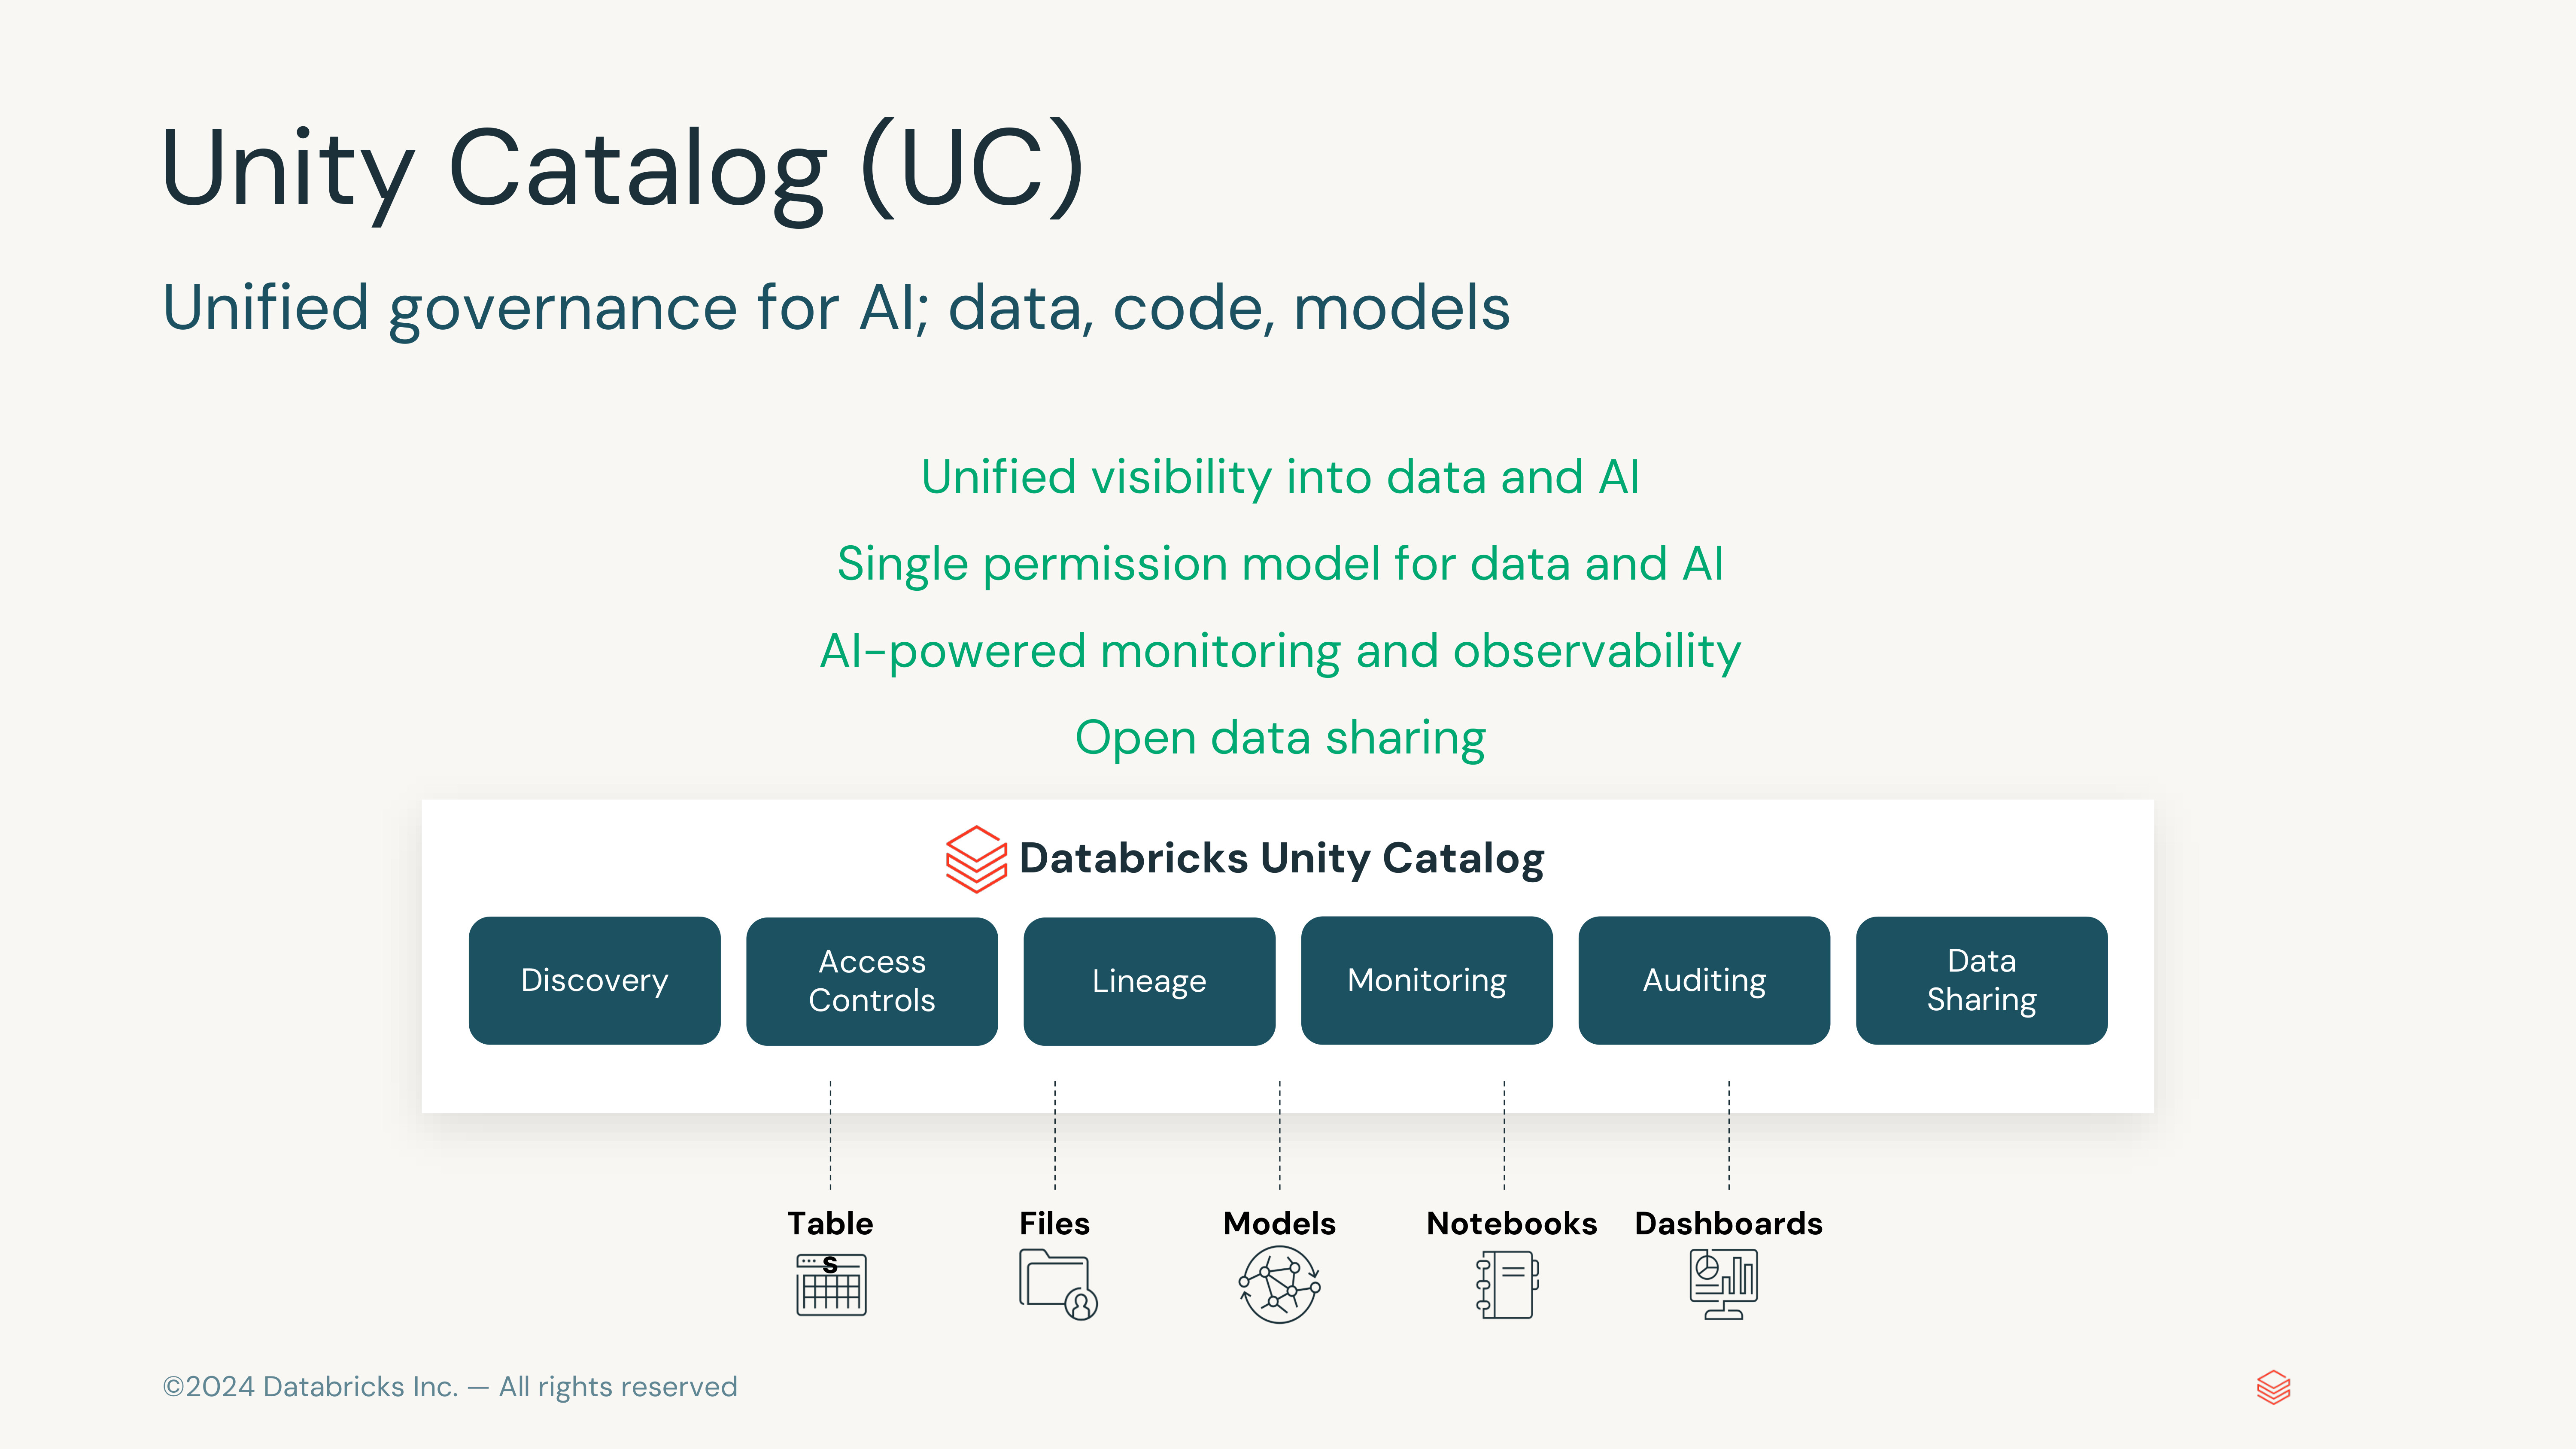 Unity Catalog (UC)
Unified governance for AI; data, code, models
Unified visibility into data and AI
Single permission model for data and AI
AI-powered monitoring and observability
Open data sharing
Databricks Unity Catalog
Discovery
Access
Controls
Lineage
Monitoring
Auditing
Data
Sharing
Table
s
Files
Models
Notebooks
Dashboards
©2024 Databricks Inc. — All rights reserved